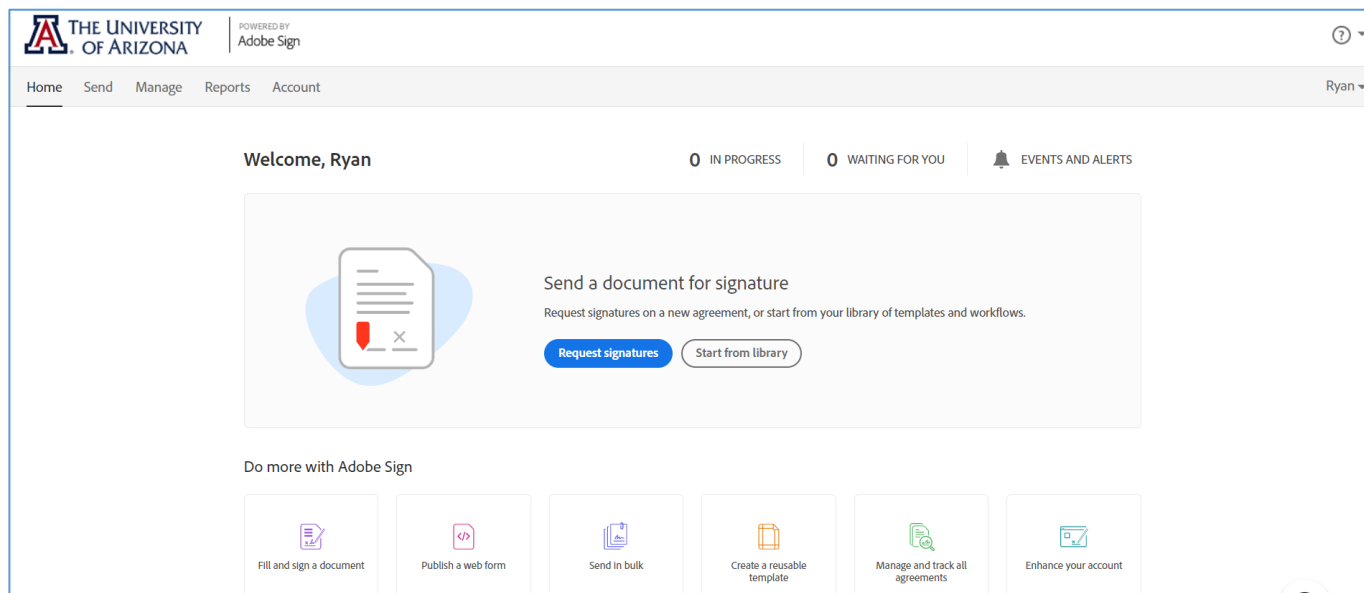 THE UNIVERSITY
OF ARIZONA
POWERED BY
Adobe Sign
Home Send Manage Reports Account Ryan
Welcome, Ryan
0 IN PROGRESS 0 WAITING FOR YOU EVENTS AND ALERTS
Send a document for signature
Request signatures on a new agreement, or start from your library of templates and workflows.
Request signatures Start from library
Do more with Adobe Sign
Fill and sign a document
Publish a web form
Send in bulk
Create a reusable
template
Manage and track all
agreements
Enhance your account